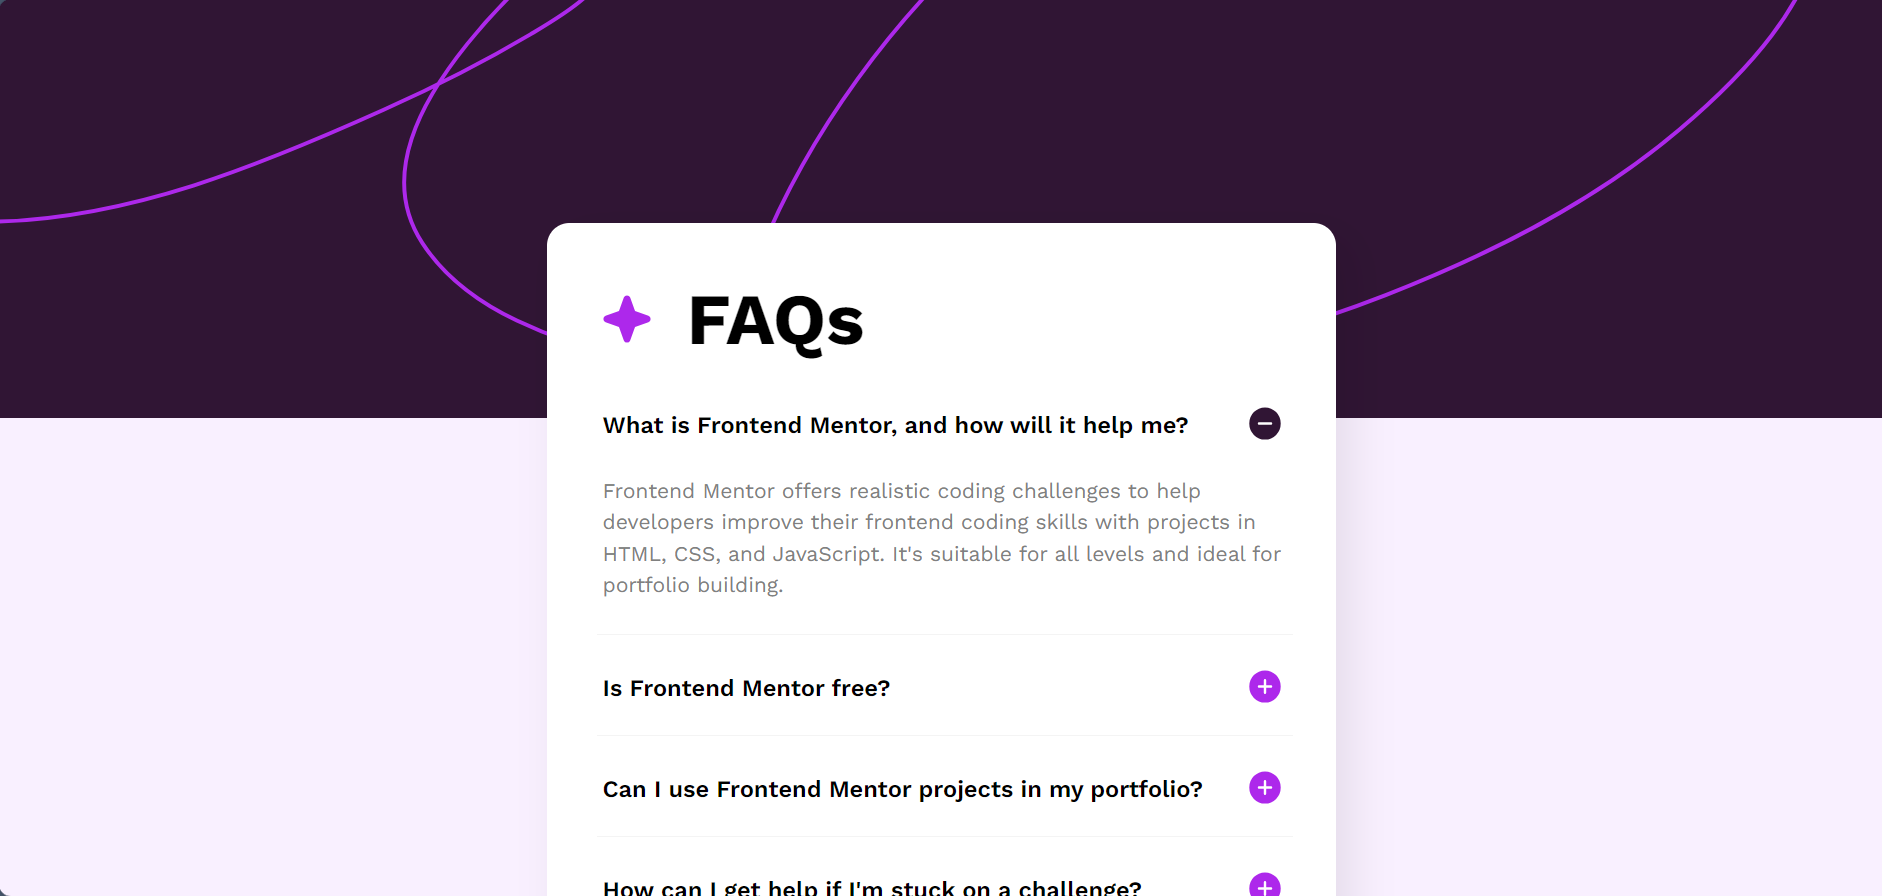 FAQs
What is Frontend Mentor, and how will it help me?
Frontend Mentor offers realistic coding challenges to help
developers improve their frontend coding skills with projects in
HTML, CSS, and JavaScript. It's suitable for all levels and ideal for
portfolio building.
Is Frontend Mentor free?
Can I use Frontend Mentor projects in my portfolio?
How can I get help if I'm stuck on a challenge?